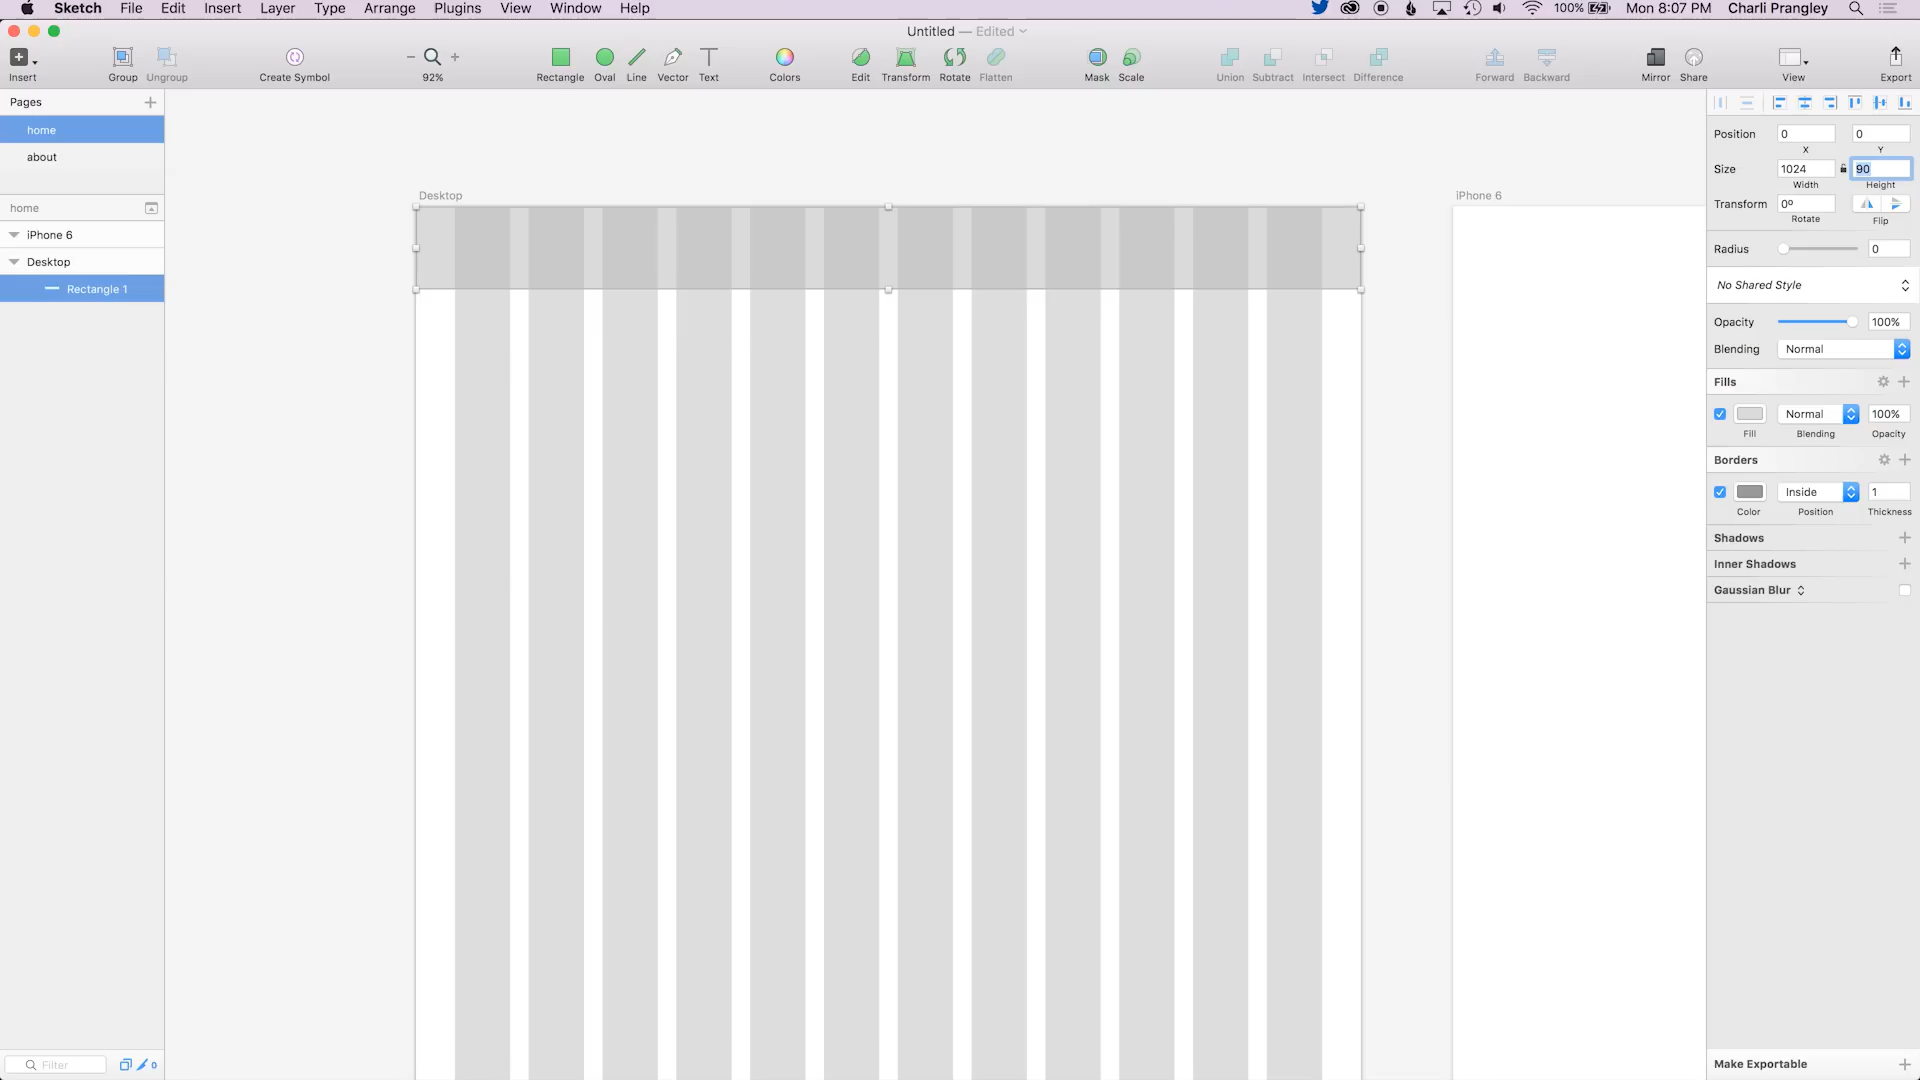 Sketch File Edit Insert Layer Type Arrange Plugins View Window Help 100% Mon 8:07 PM Charli Prangley
Untitled — Edited
Insert Group Ungroup Create Symbol 92% Rectangle Oval Line Vector Text Colors Edit Transform Rotate Flatten Mask Scale Union Subtract Intersect Difference Forward Backward Mirror Share View Export
Pages
home
about
home
iPhone 6
Desktop
Rectangle 1
Filter 0
Desktop
iPhone 6
Position 0 0
X Y
Size 1024 90
Width Height
Transform 0º
Rotate Flip
Radius 0
No Shared Style
Opacity 100%
Blending Normal
Fills
Normal 100%
Fill Blending Opacity
Borders
Inside 1
Color Position Thickness
Shadows
Inner Shadows
Gaussian Blur
Make Exportable